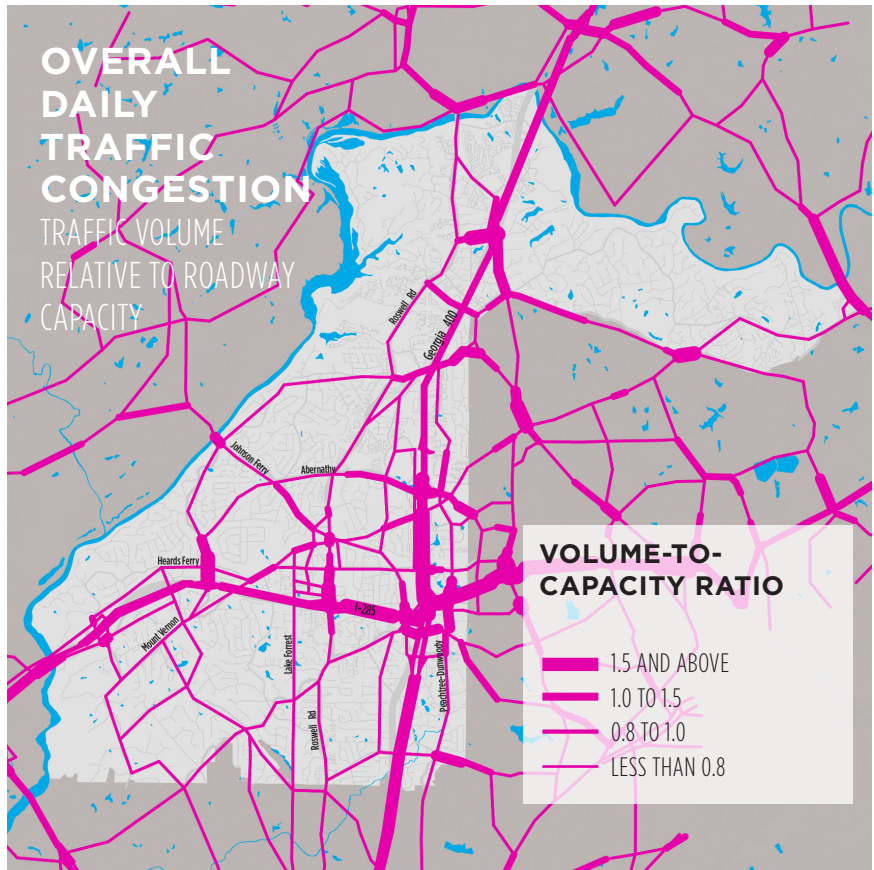 OVERALL
DAILY
TRAFFIC
CONGESTION
TRAFFIC VOLUME
RELATIVE TO ROADWAY
CAPACITY
Roswell Rd
Georgia 400
Johnson Ferry
Abernathy
Heards Ferry
I-285
Mount Vernon
Lake Forrest
Peachtree-Dunwoody
Roswell Rd
VOLUME-TO-
CAPACITY RATIO
1.5 AND ABOVE
1.0 TO 1.5
0.8 TO 1.0
LESS THAN 0.8